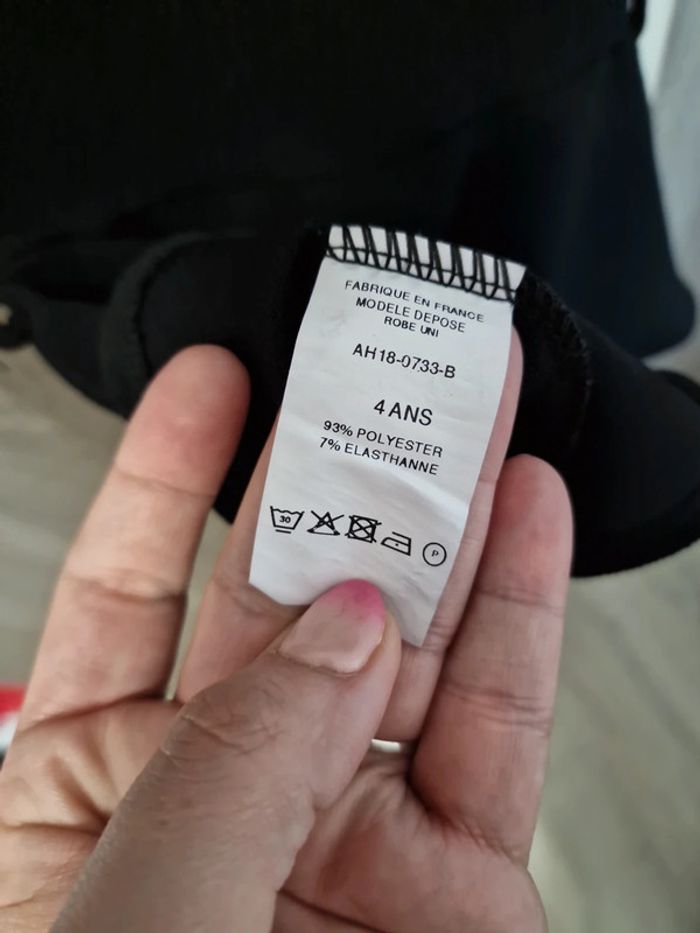 FABRIQUE EN FRANCE
MODELE DEPOSE
ROBE UNI
AH18-0733-B
4 ANS
93% POLYESTER
7% ELASTHANNE
30 P